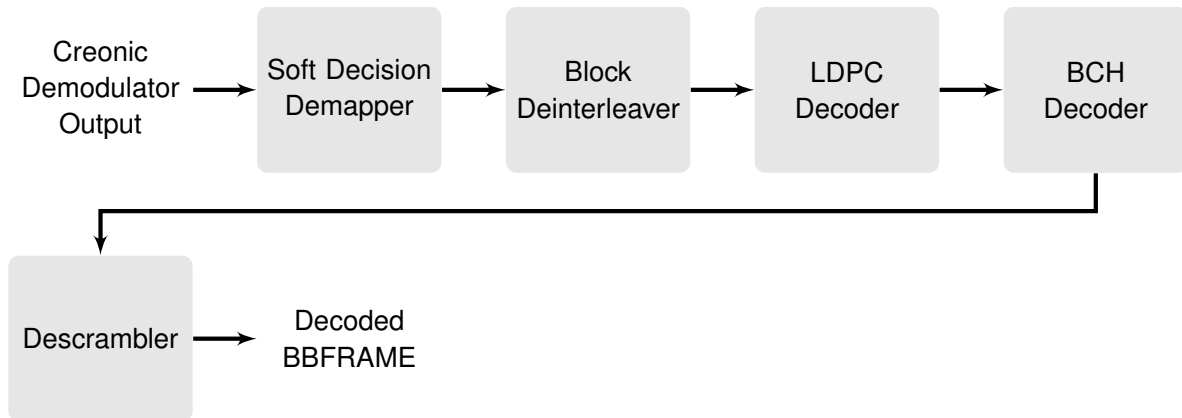 Creonic
Demodulator
Output
Soft Decision
Demapper
Block
Deinterleaver
LDPC
Decoder
BCH
Decoder
Descrambler
Decoded
BBFRAME